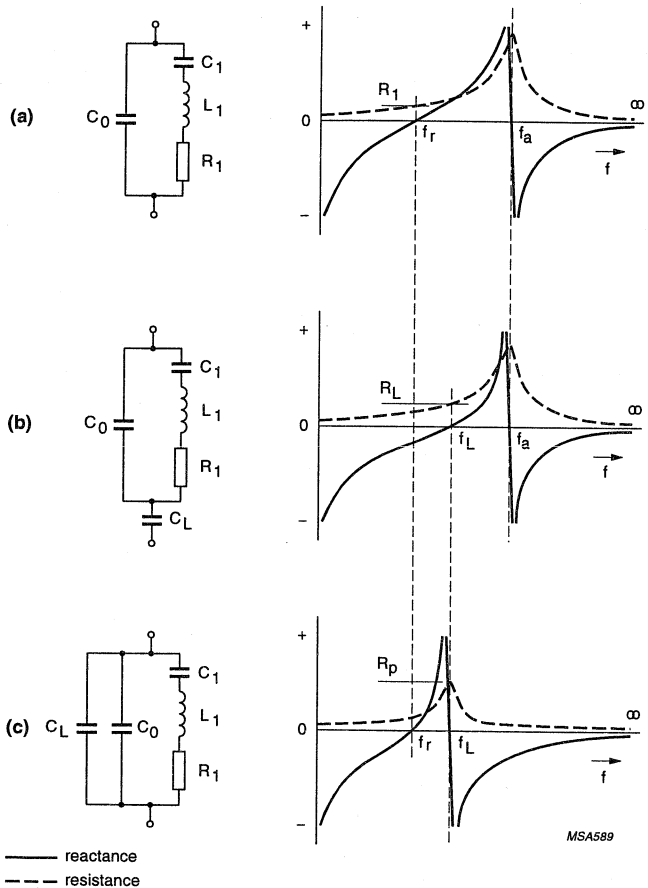 (a)
C0
C1
L1
R1
+
0
−
R1
fr
fa
∞
f
(b)
C0
C1
L1
R1
CL
+
0
−
RL
fL
fa
∞
f
(c)
CL
C0
C1
L1
R1
+
0
−
Rp
fr
fL
∞
f
MSA589
reactance
resistance